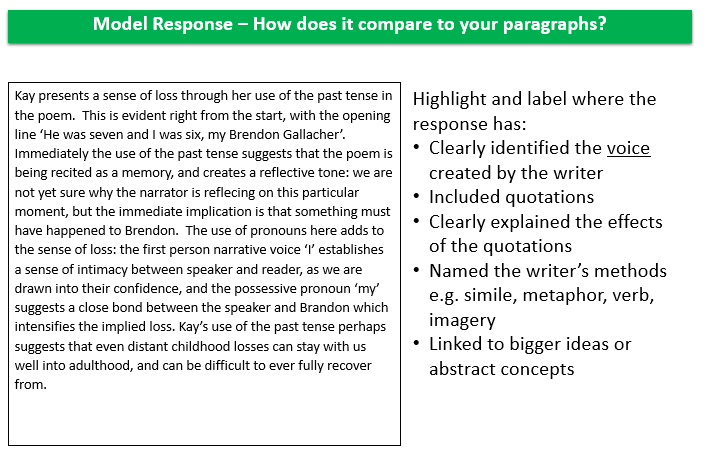 Model Response – How does it compare to your paragraphs?
Kay presents a sense of loss through her use of the past tense in
the poem.  This is evident right from the start, with the opening
line ‘He was seven and I was six, my Brendon Gallacher’.
Immediately the use of the past tense suggests that the poem is
being recited as a memory, and creates a reflective tone: we are
not yet sure why the narrator is reflecing on this particular
moment, but the immediate implication is that something must
have happened to Brendon.  The use of pronouns here adds to
the sense of loss: the first person narrative voice ‘I’ establishes
a sense of intimacy between speaker and reader, as we are
drawn into their confidence, and the possessive pronoun ‘my’
suggests a close bond between the speaker and Brandon which
intensifies the implied loss. Kay’s use of the past tense perhaps
suggests that even distant childhood losses can stay with us
well into adulthood, and can be difficult to ever fully recover
from.
Highlight and label where the
response has:
• Clearly identified the voice
created by the writer
• Included quotations
• Clearly explained the effects
of the quotations
• Named the writer’s methods
e.g. simile, metaphor, verb,
imagery
• Linked to bigger ideas or
abstract concepts